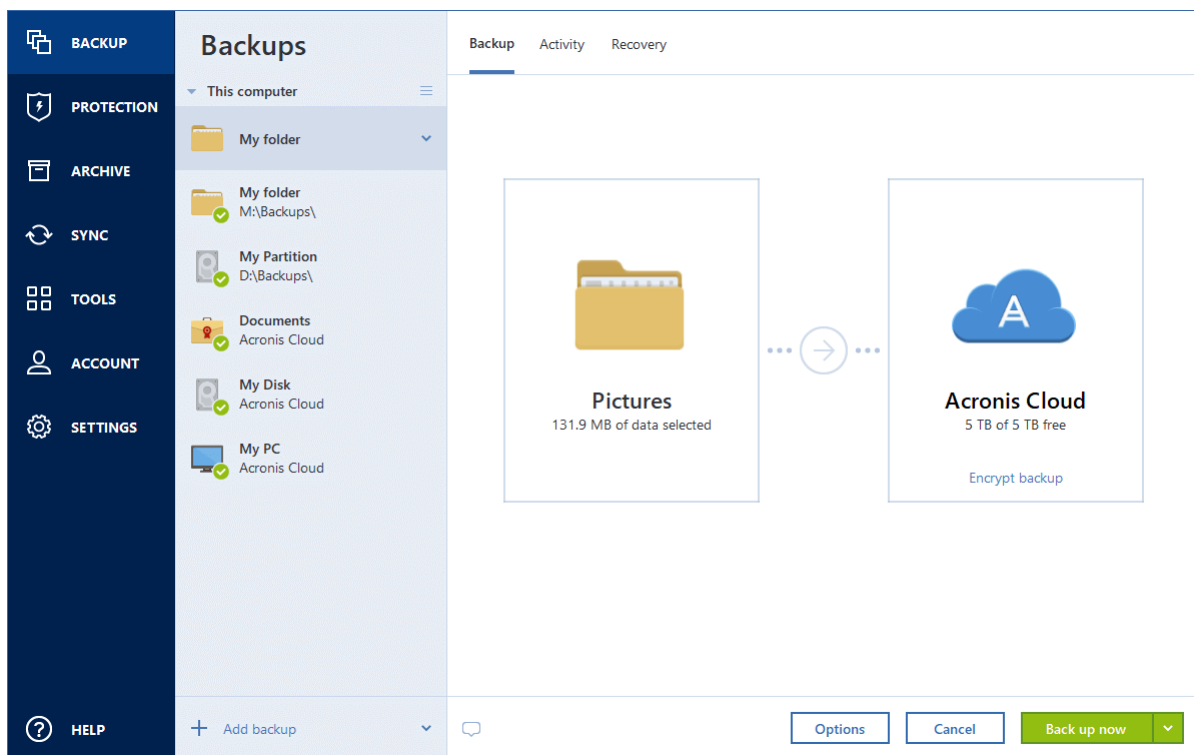 BACKUP
PROTECTION
ARCHIVE
SYNC
TOOLS
ACCOUNT
SETTINGS
HELP
Backups
This computer
My folder
My folder
M:\Backups\
My Partition
D:\Backups\
Documents
Acronis Cloud
My Disk
Acronis Cloud
My PC
Acronis Cloud
Add backup
Backup Activity Recovery
Pictures
131.9 MB of data selected
A
Acronis Cloud
5 TB of 5 TB free
Encrypt backup
Options Cancel Back up now